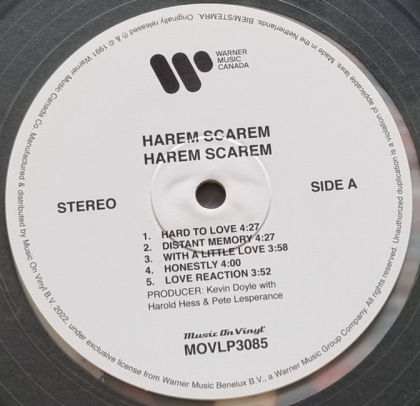 WARNER
MUSIC
CANADA
HAREM SCAREM
HAREM SCAREM
STEREO
SIDE A
1. HARD TO LOVE 4:27
2. DISTANT MEMORY 4:27
3. WITH A LITTLE LOVE 3:58
4. HONESTLY 4:00
5. LOVE REACTION 3:52
PRODUCER: Kevin Doyle with
Harold Hess & Pete Lesperance
Music On Vinyl
MOVLP3085
Originally released ℗ & © 1991 Warner Music Canada Co. Manufactured & distributed by Music On Vinyl B.V. 2022, under exclusive license from Warner Music Benelux B.V., a Warner Music Group Company. All rights reserved. Unauthorized duplication is a violation of applicable laws. Made in the Netherlands. BIEM/STEMRA.